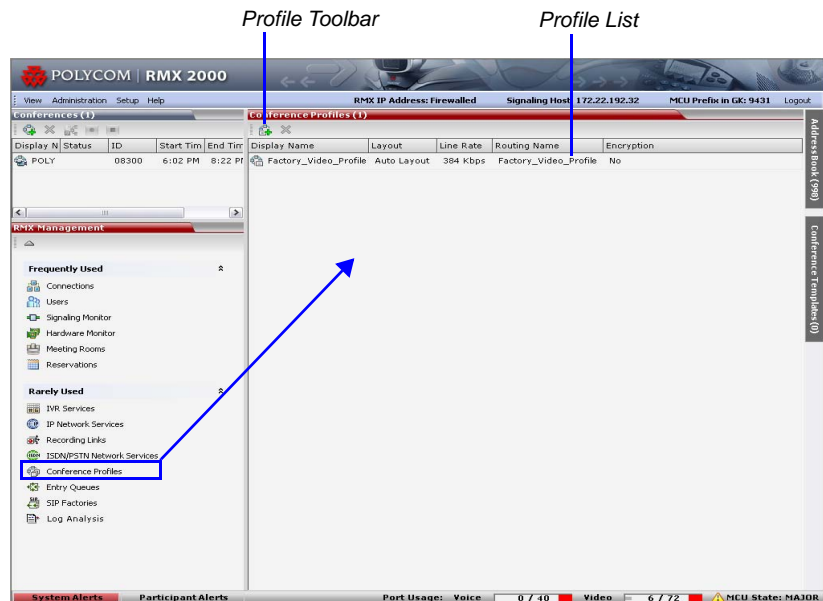 Profile Toolbar
Profile List
POLYCOM | RMX 2000
View Administration Setup Help
RMX IP Address: Firewalled
Signaling Host: 172.22.192.32
MCU Prefix in GK: 9431
Logout
Conferences (1)
Conference Profiles (1)
Display N Status ID Start Tim End Tim
Display Name Layout Line Rate Routing Name Encryption
POLY 08300 6:02 PM 8:22 PM
Factory_Video_Profile Auto Layout 384 Kbps Factory_Video_Profile No
Address Book (998)
Conference Templates (0)
RMX Management
Frequently Used
Connections
Users
Signaling Monitor
Hardware Monitor
Meeting Rooms
Reservations
Rarely Used
IVR Services
IP Network Services
Recording Links
ISDN/PSTN Network Services
Conference Profiles
Entry Queues
SIP Factories
Log Analysis
System Alerts
Participant Alerts
Port Usage: Voice 0 / 40 Video 6 / 72
MCU State: MAJOR